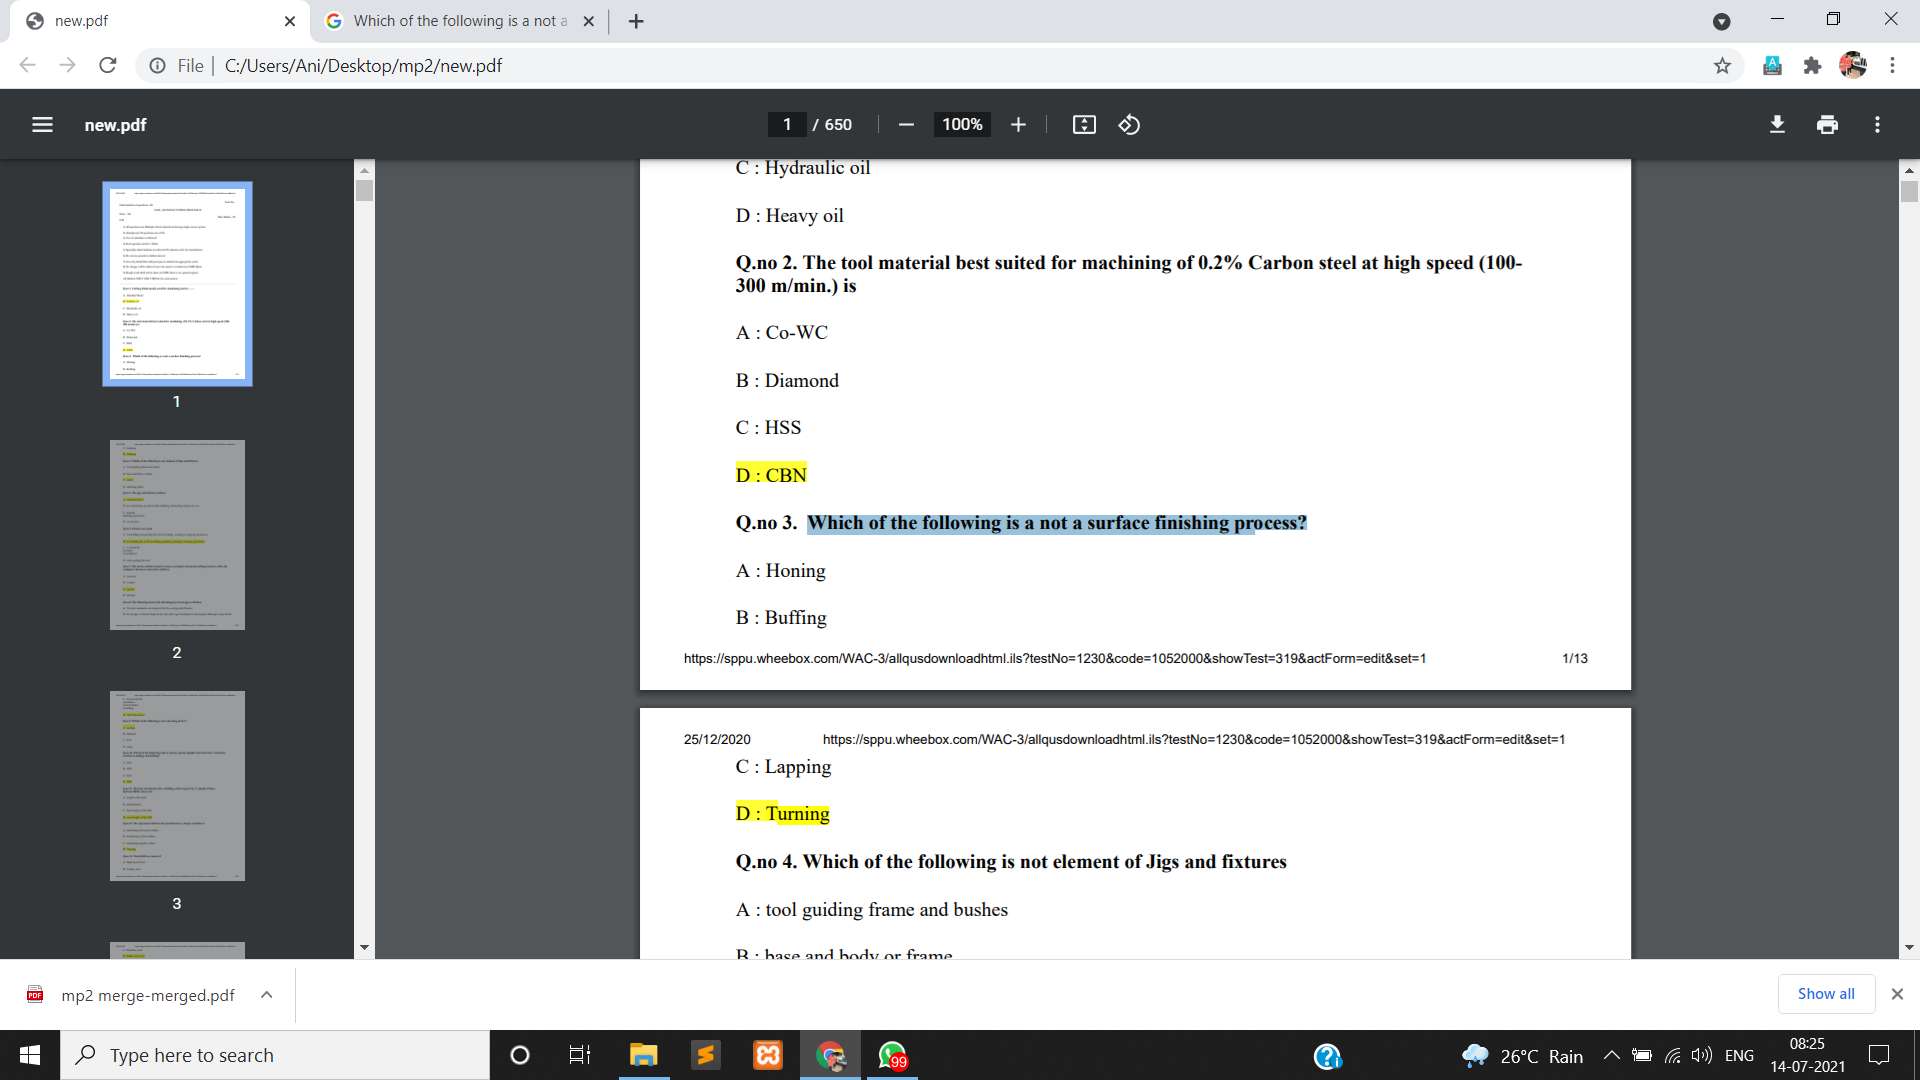 new.pdf
Which of the following is a not a
File
C:/Users/Ani/Desktop/mp2/new.pdf
new.pdf
1 / 650
100%
C : Hydraulic oil
D : Heavy oil
Q.no 2. The tool material best suited for machining of 0.2% Carbon steel at high speed (100-
300 m/min.) is
A : Co-WC
B : Diamond
C : HSS
D : CBN
Q.no 3. Which of the following is a not a surface finishing process?
A : Honing
B : Buffing
https://sppu.wheebox.com/WAC-3/allqusdownloadhtml.ils?testNo=1230&code=1052000&showTest=319&actForm=edit&set=1 1/13
25/12/2020 https://sppu.wheebox.com/WAC-3/allqusdownloadhtml.ils?testNo=1230&code=1052000&showTest=319&actForm=edit&set=1
C : Lapping
D : Turning
Q.no 4. Which of the following is not element of Jigs and fixtures
A : tool guiding frame and bushes
B : base and body or frame
1
2
3
PDF
mp2 merge-merged.pdf
Show all
Type here to search
99
26°C Rain
ENG
08:25
14-07-2021